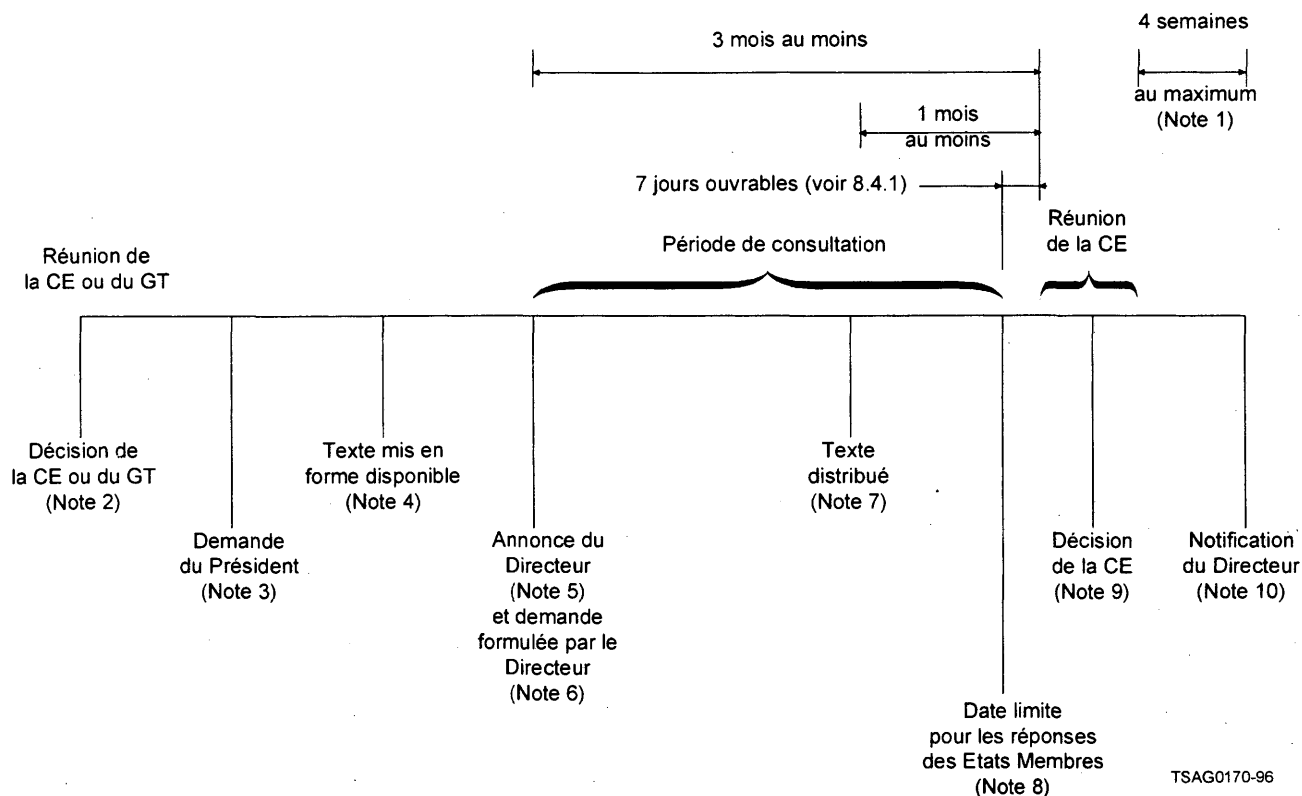 4 semaines
3 mois au moins
au maximum
(Note 1)
1 mois
au moins
7 jours ouvrables (voir 8.4.1)
Réunion
de la CE
Période de consultation
Réunion de
la CE ou du GT
Décision de
la CE ou du GT
(Note 2)
Demande
du Président
(Note 3)
Texte mis en
forme disponible
(Note 4)
Annonce du
Directeur
(Note 5)
et demande
formulée par le
Directeur
(Note 6)
Texte
distribué
(Note 7)
Date limite
pour les réponses
des Etats Membres
(Note 8)
Décision
de la CE
(Note 9)
Notification
du Directeur
(Note 10)
TSAG0170-96